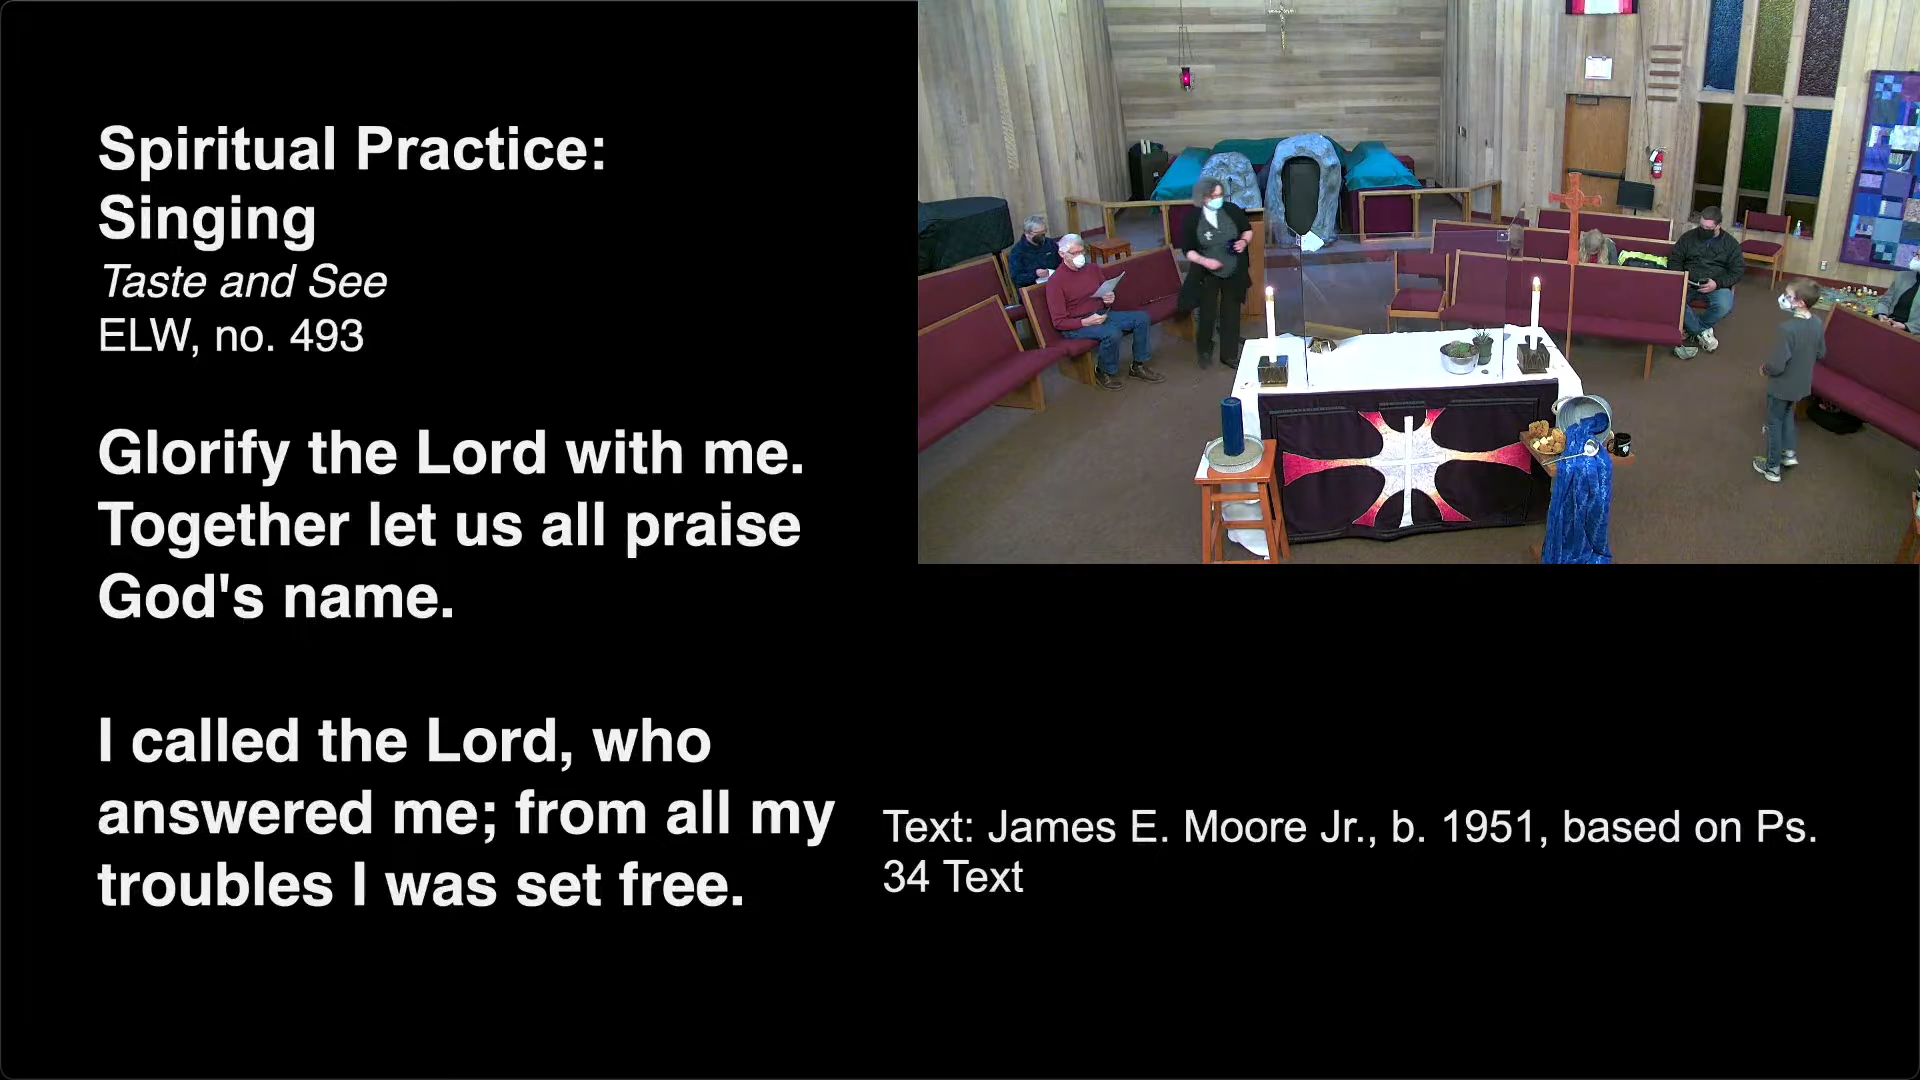 Spiritual Practice:
Singing
Taste and See
ELW, no. 493
Glorify the Lord with me.
Together let us all praise
God's name.
I called the Lord, who
answered me; from all my
troubles I was set free.
Text: James E. Moore Jr., b. 1951, based on Ps.
34 Text